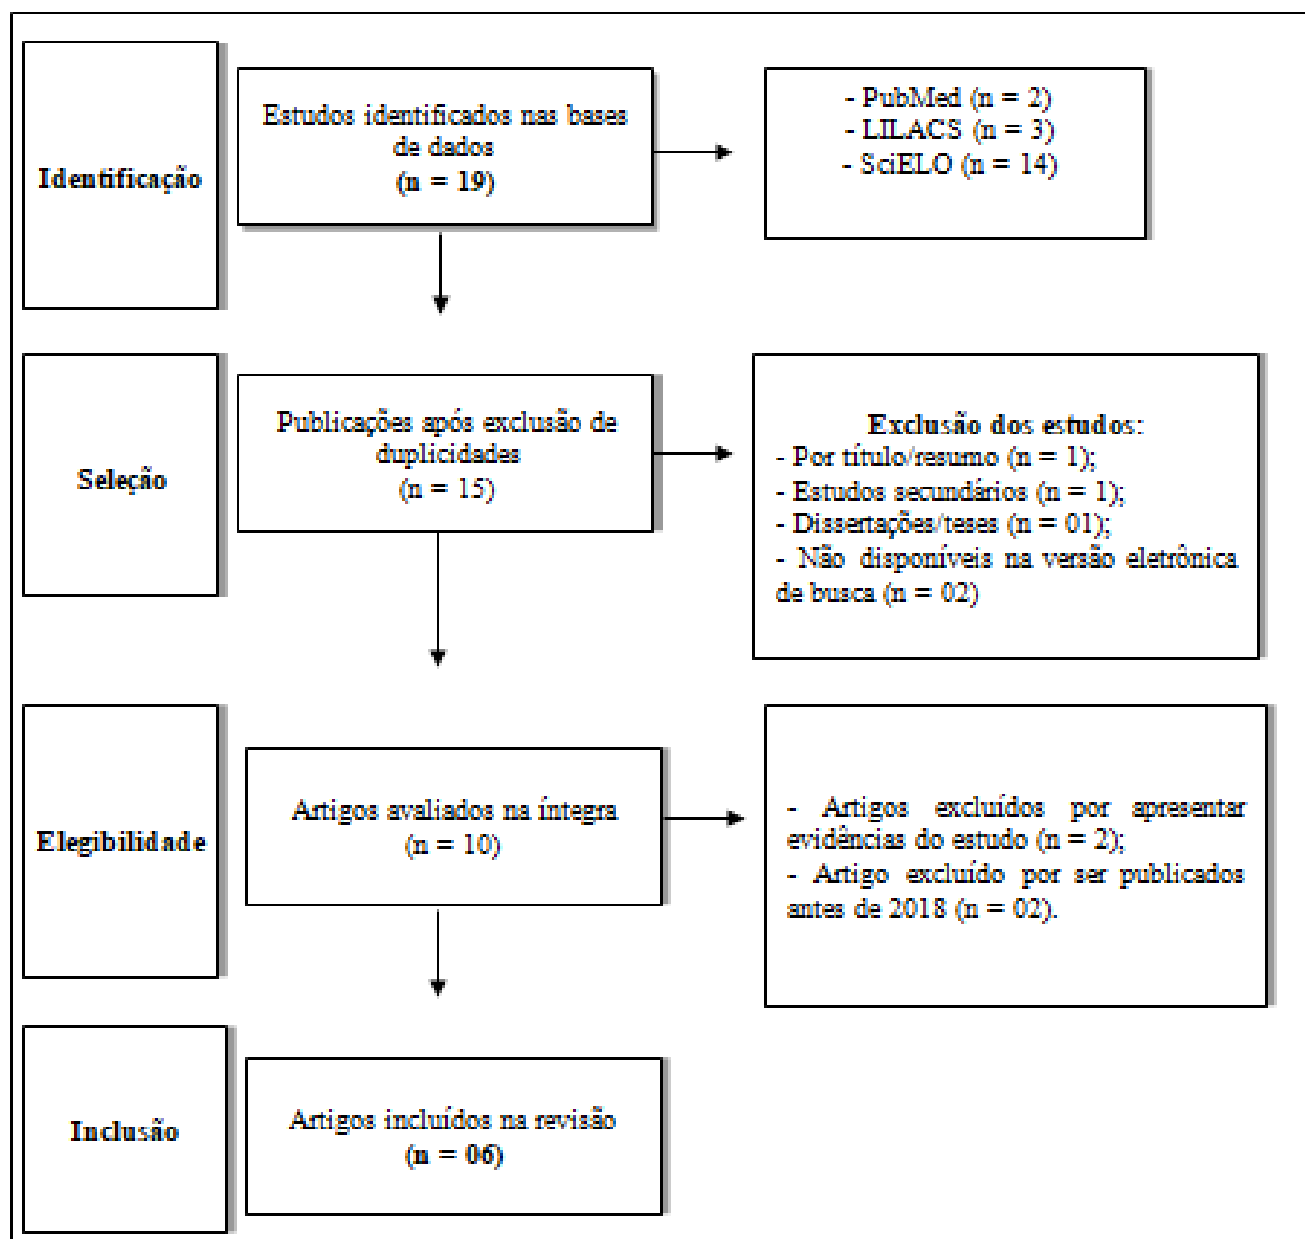 Identificação
Estudos identificados nas bases
de dados
(n = 19)
- PubMed (n = 2)
- LILACS (n = 3)
- SciELO (n = 14)
Seleção
Publicações após exclusão de
duplicidades
(n = 15)
Exclusão dos estudos:
- Por título/resumo (n = 1);
- Estudos secundários (n = 1);
- Dissertações/teses (n = 01);
- Não disponíveis na versão eletrônica
de busca (n = 02)
Elegibilidade
Artigos avaliados na íntegra
(n = 10)
- Artigos excluídos por apresentar
evidências do estudo (n = 2);
- Artigo excluído por ser publicados
antes de 2018 (n = 02).
Inclusão
Artigos incluídos na revisão
(n = 06)